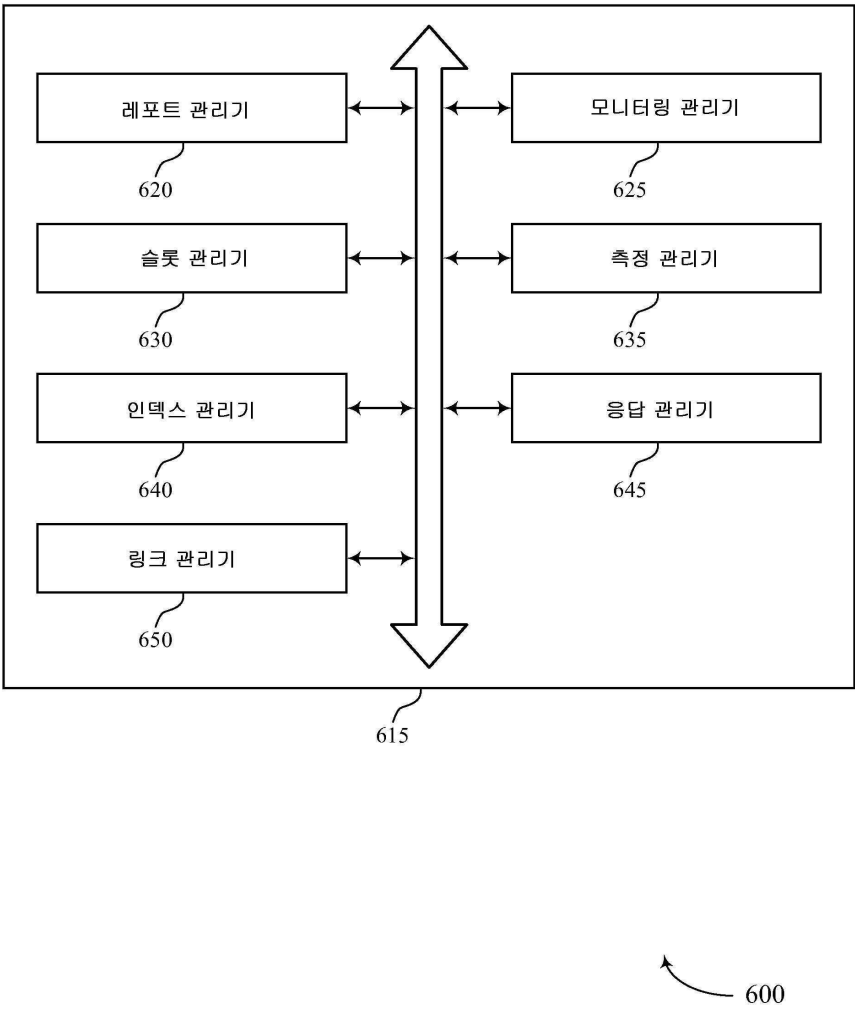 레포트 관리기
모니터링 관리기
620
625
슬롯 관리기
측정 관리기
630
635
인덱스 관리기
응답 관리기
640
645
링크 관리기
650
615
600